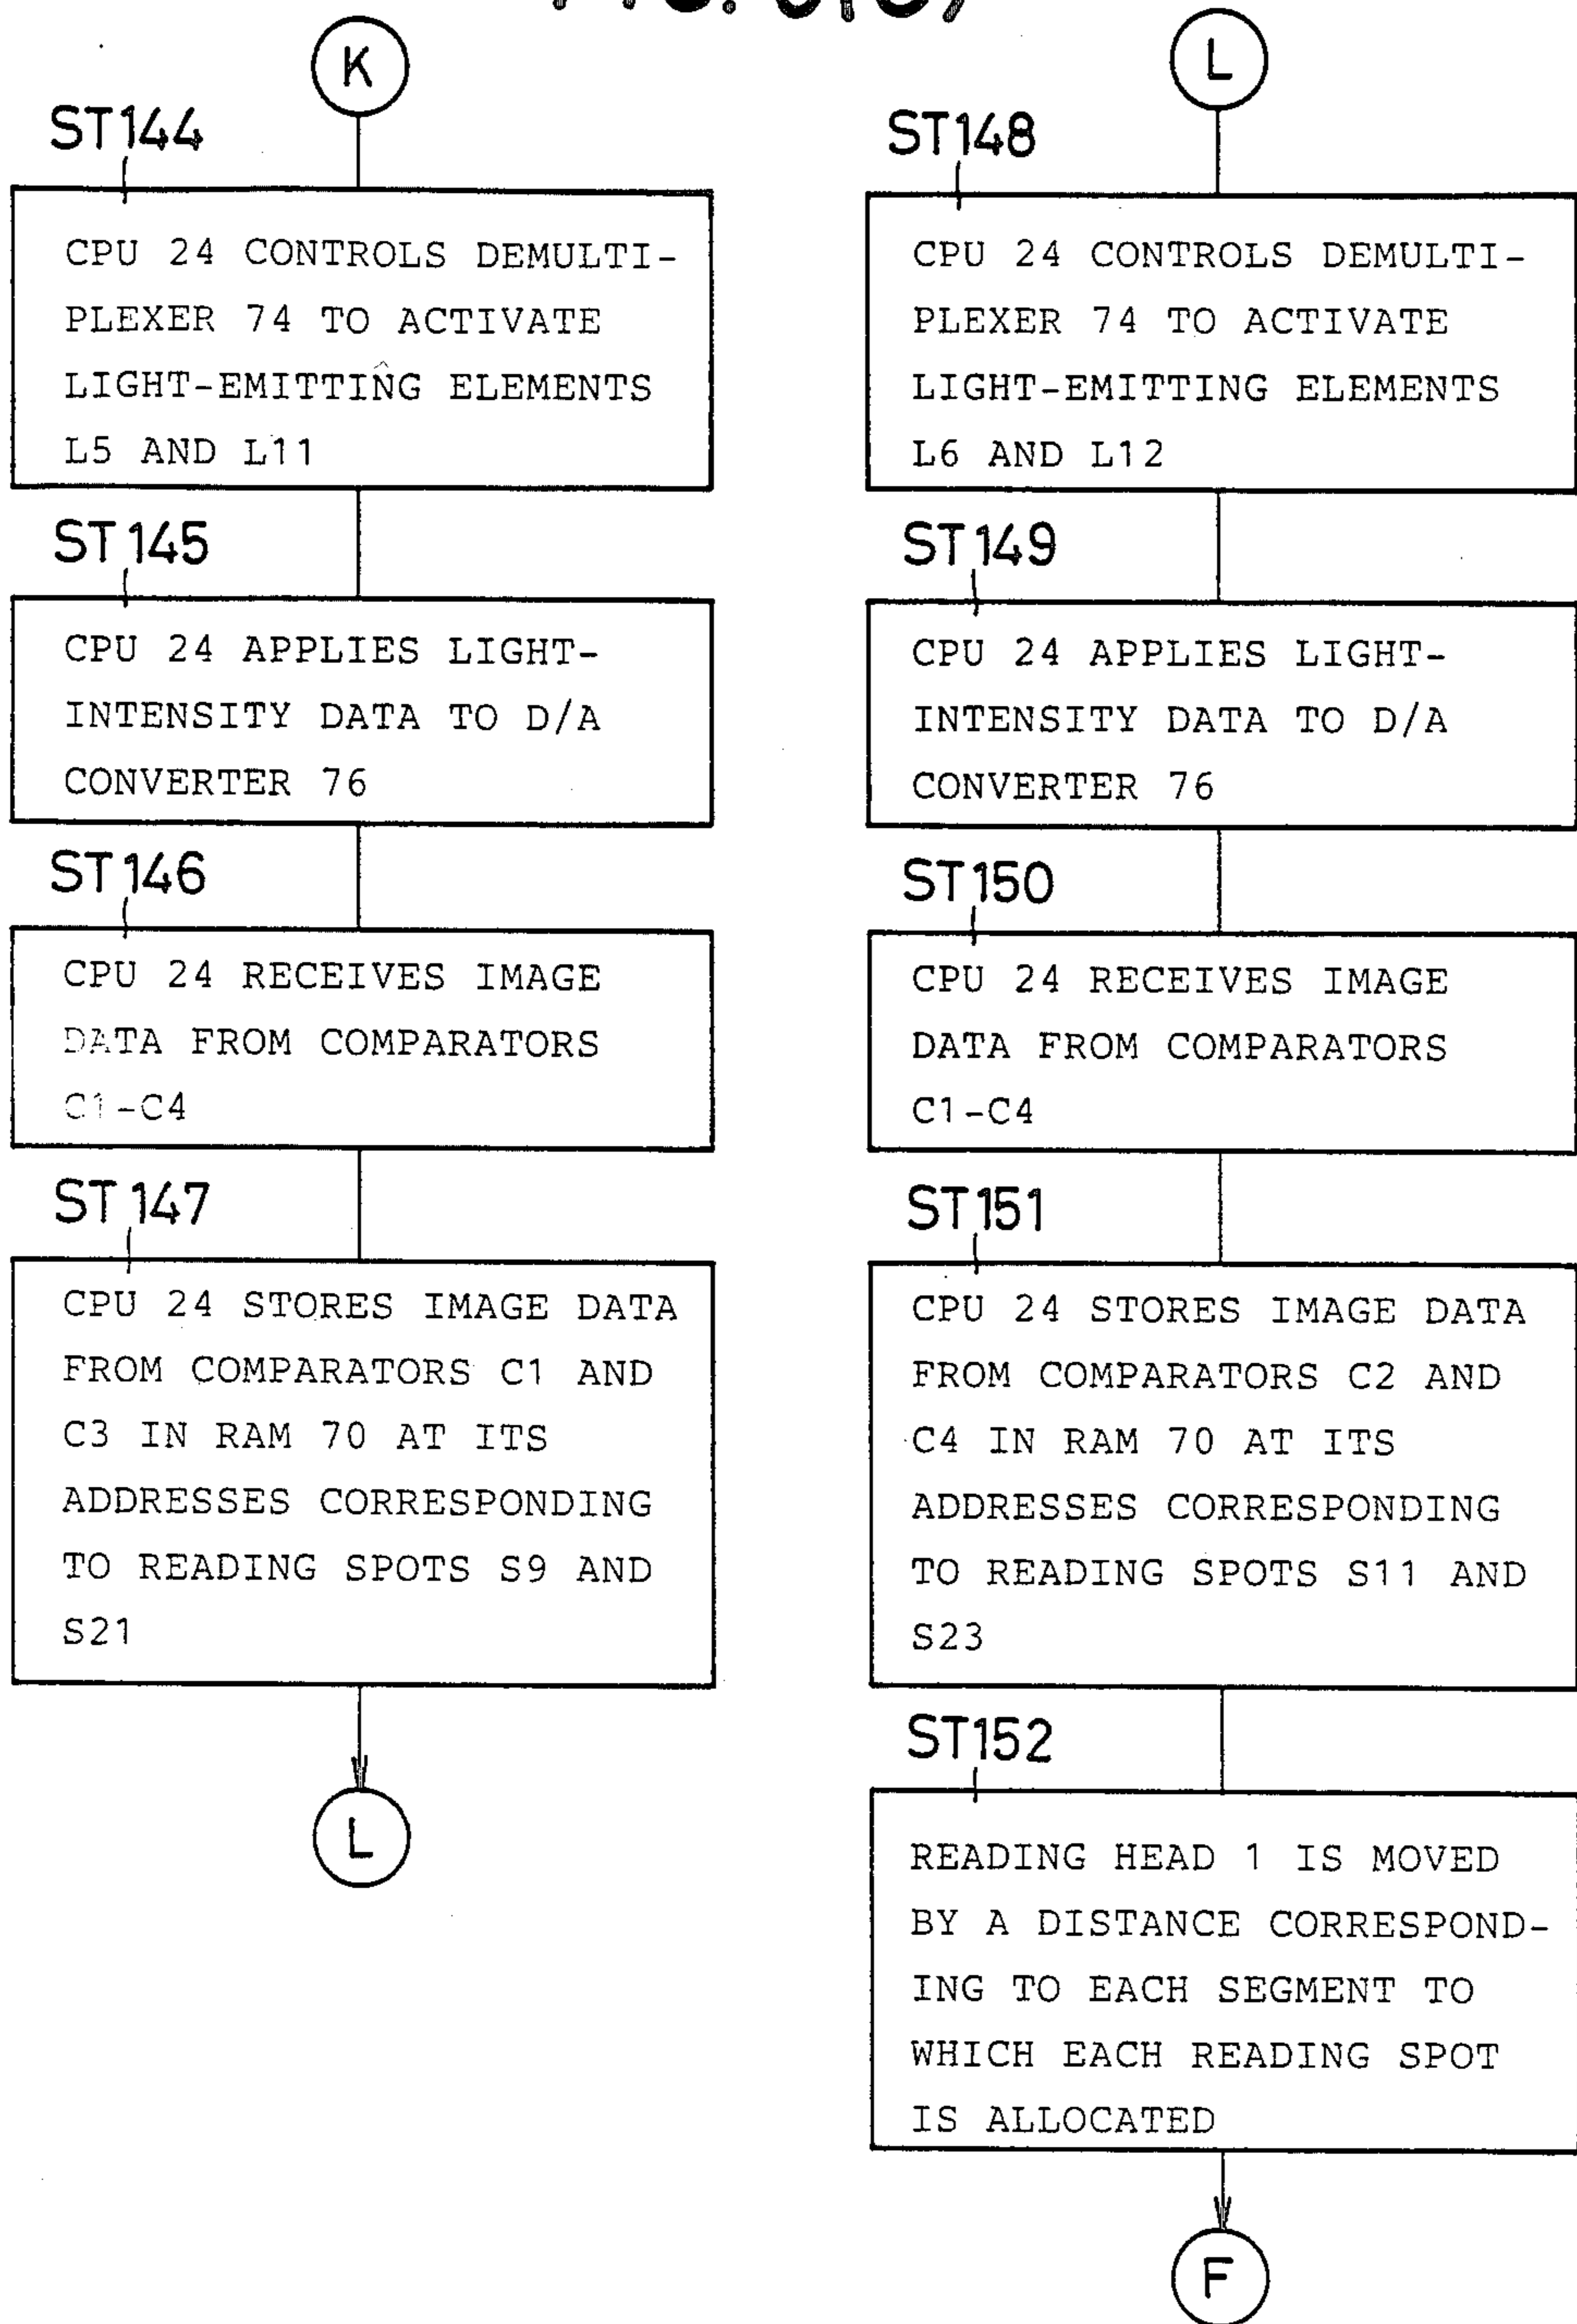 K
ST144
CPU 24 CONTROLS DEMULTI-
PLEXER 74 TO ACTIVATE
LIGHT-EMITTING ELEMENTS
L5 AND L11
ST145
CPU 24 APPLIES LIGHT-
INTENSITY DATA TO D/A
CONVERTER 76
ST146
CPU 24 RECEIVES IMAGE
DATA FROM COMPARATORS
C1-C4
ST147
CPU 24 STORES IMAGE DATA
FROM COMPARATORS C1 AND
C3 IN RAM 70 AT ITS
ADDRESSES CORRESPONDING
TO READING SPOTS S9 AND
S21
L
L
ST148
CPU 24 CONTROLS DEMULTI-
PLEXER 74 TO ACTIVATE
LIGHT-EMITTING ELEMENTS
L6 AND L12
ST149
CPU 24 APPLIES LIGHT-
INTENSITY DATA TO D/A
CONVERTER 76
ST150
CPU 24 RECEIVES IMAGE
DATA FROM COMPARATORS
C1-C4
ST151
CPU 24 STORES IMAGE DATA
FROM COMPARATORS C2 AND
C4 IN RAM 70 AT ITS
ADDRESSES CORRESPONDING
TO READING SPOTS S11 AND
S23
ST152
READING HEAD 1 IS MOVED
BY A DISTANCE CORRESPOND-
ING TO EACH SEGMENT TO
WHICH EACH READING SPOT
IS ALLOCATED
F